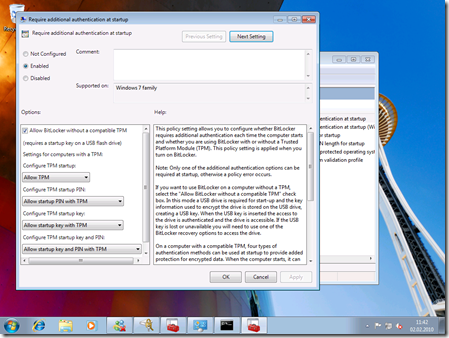 Require additional authentication at startup
Require additional authentication at startup
Previous Setting
Next Setting
Not Configured
Comment:
Enabled
Disabled
Supported on:
Windows 7 family
Options:
Help:
Allow BitLocker without a compatible TPM
(requires a startup key on a USB flash drive)
Settings for computers with a TPM:
Configure TPM startup:
Allow TPM
Configure TPM startup PIN:
Allow startup PIN with TPM
Configure TPM startup key:
Allow startup key with TPM
Configure TPM startup key and PIN:
Allow startup key and PIN with TPM
This policy setting allows you to configure whether BitLocker
requires additional authentication each time the computer starts
and whether you are using BitLocker with or without a Trusted
Platform Module (TPM). This policy setting is applied when you
turn on BitLocker.
Note: Only one of the additional authentication options can be
required at startup, otherwise a policy error occurs.
If you want to use BitLocker on a computer without a TPM,
select the "Allow BitLocker without a compatible TPM" check
box. In this mode a USB drive is required for start-up and the key
information used to encrypt the drive is stored on the USB drive,
creating a USB key. When the USB key is inserted the access to
the drive is authenticated and the drive is accessible. If the USB
key is lost or unavailable you will need to use one of the
BitLocker recovery options to access the drive.
On a computer with a compatible TPM, four types of
authentication methods can be used at startup to provide added
protection for encrypted data. When the computer starts, it can
OK
Cancel
Apply
authentication at startup
authentication at startup (Wi
startup
N length for startup
protected operating sys
n validation profile
11:42
02.02.2010